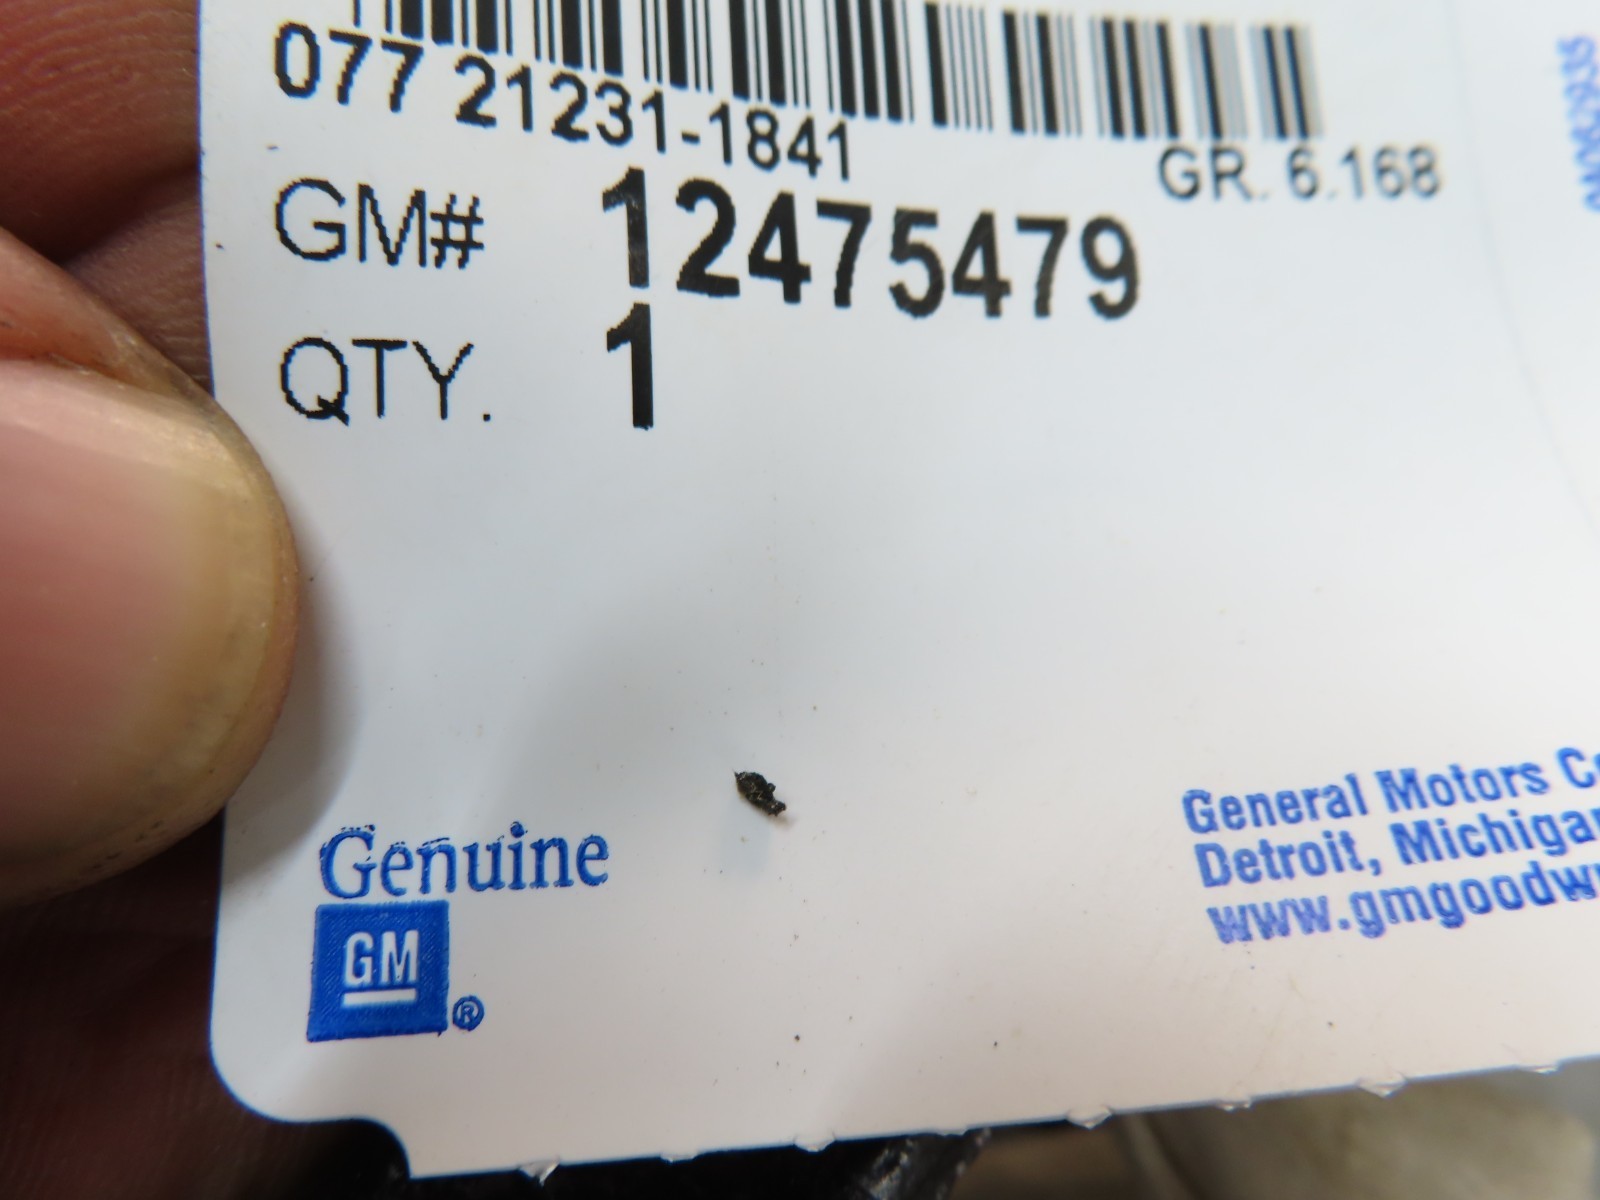 077 21231-1841
GR. 6.168
GM# 12475479
QTY. 1
Genuine
GM
®
General Motors
Detroit, Michigan